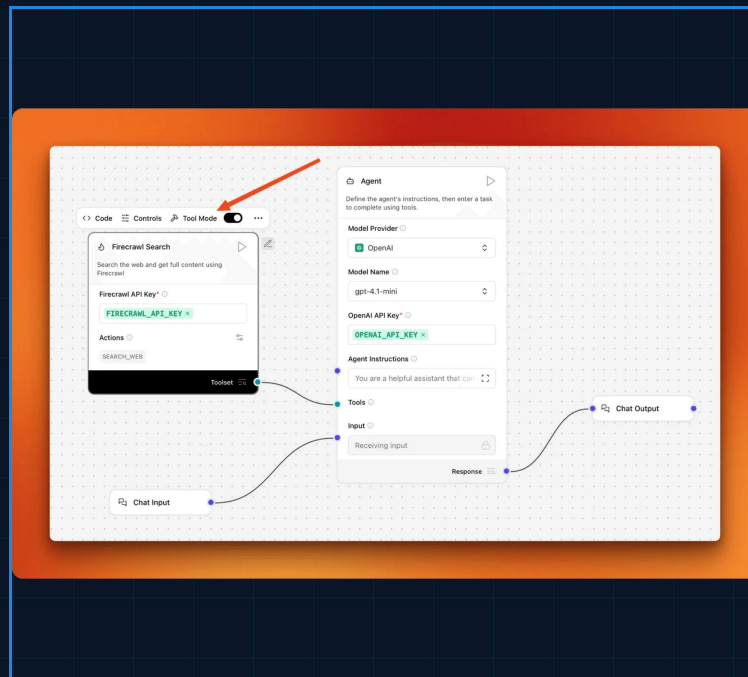 Code Controls Tool Mode
Firecrawl Search
Search the web and get full content using
Firecrawl
Firecrawl API Key*
FIRECRAWL_API_KEY ×
Actions
SEARCH_WEB
Toolset
Chat Input
Agent
Define the agent's instructions, then enter a task
to complete using tools.
Model Provider
OpenAI
Model Name
gpt-4.1-mini
OpenAI API Key*
OPENAI_API_KEY ×
Agent Instructions
You are a helpful assistant that can
Tools
Input
Receiving input
Response
Chat Output